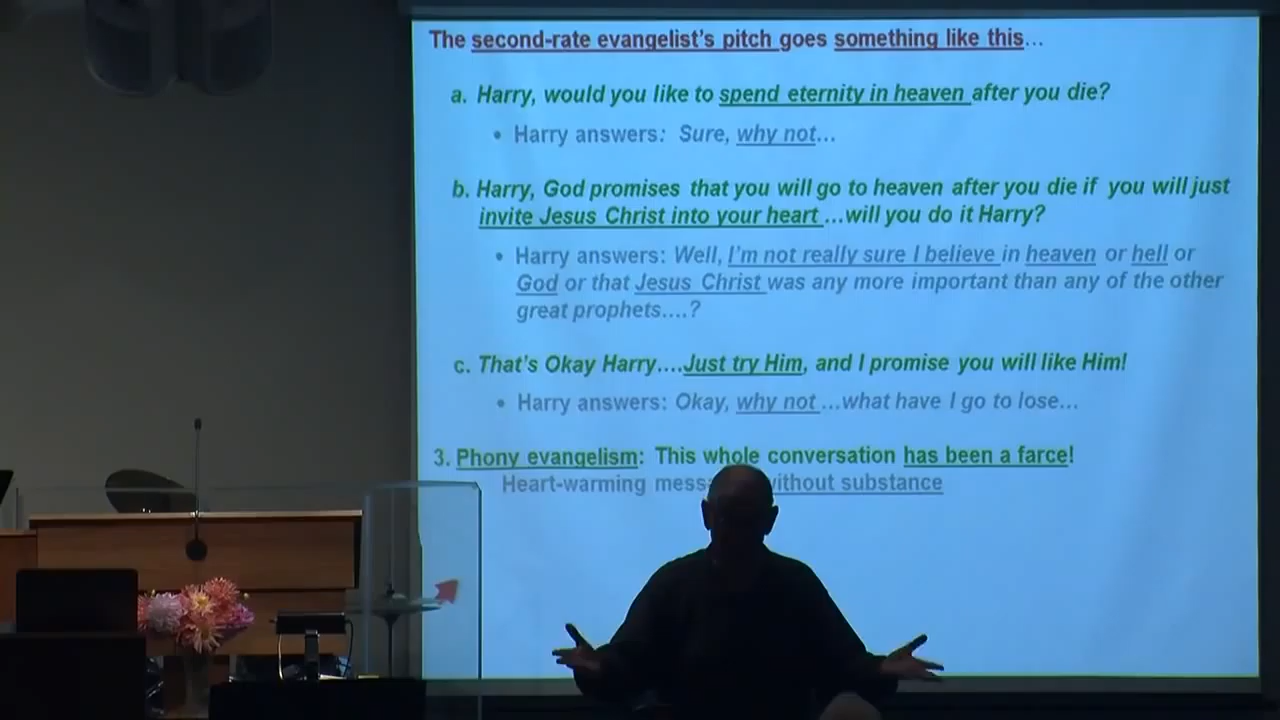 The second-rate evangelist's pitch goes something like this...
a. Harry, would you like to spend eternity in heaven after you die?
• Harry answers: Sure, why not...
b. Harry, God promises that you will go to heaven after you die if you will just
invite Jesus Christ into your heart ...will you do it Harry?
• Harry answers: Well, I'm not really sure I believe in heaven or hell or
God or that Jesus Christ was any more important than any of the other
great prophets....?
c. That's Okay Harry....Just try Him, and I promise you will like Him!
• Harry answers: Okay, why not ...what have I go to lose...
3. Phony evangelism: This whole conversation has been a farce!
Heart-warming substance